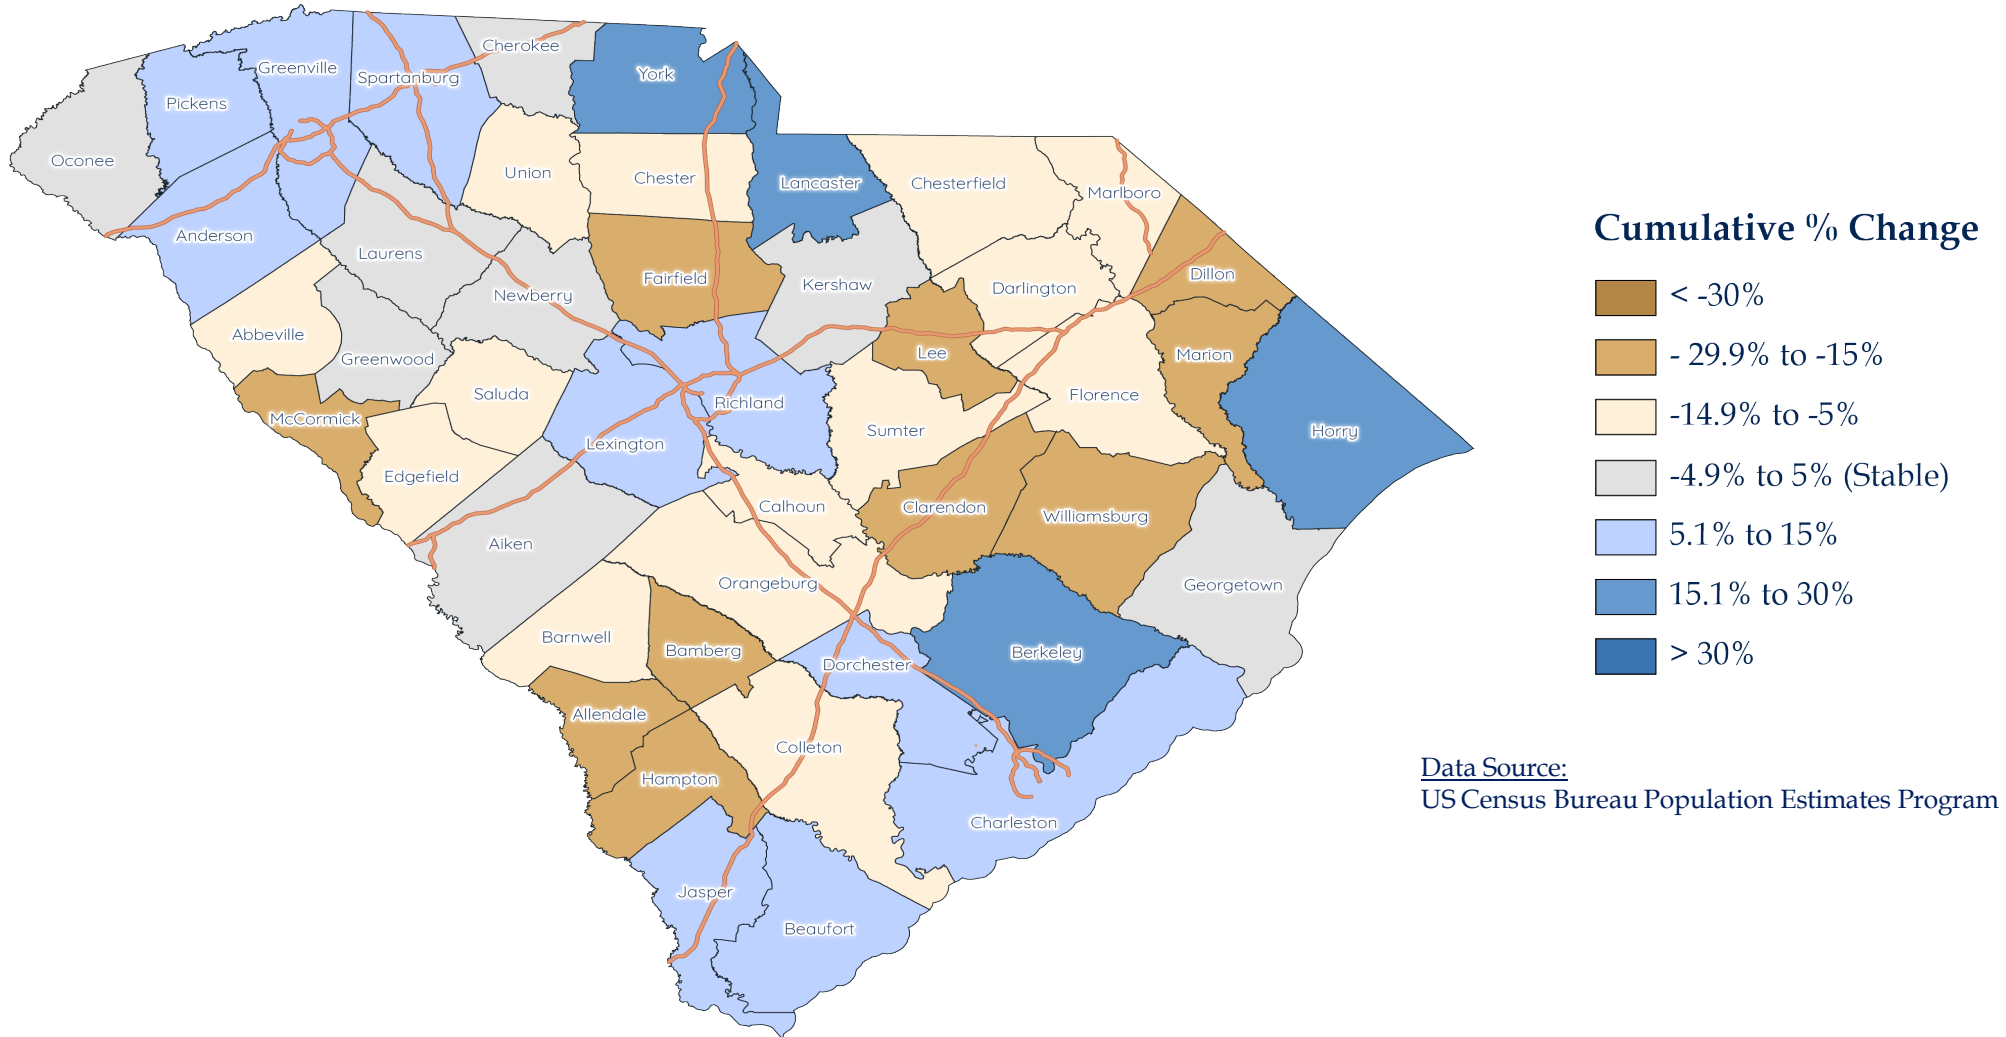 Cherokee
Greenville
York
Spartanburg
Pickens
Oconee
Union
Chester
Lancaster
Chesterfield
Marlboro
Anderson
Laurens
Dillon
Fairfield
Kershaw
Darlington
Newberry
Abbeville
Greenwood
Lee
Marion
Saluda
Florence
Richland
McCormick
Sumter
Horry
Lexington
Edgefield
Calhoun
Clarendon
Williamsburg
Aiken
Orangeburg
Georgetown
Barnwell
Bamberg
Berkeley
Dorchester
Allendale
Colleton
Hampton
Charleston
Jasper
Beaufort
Cumulative % Change
< -30%
- 29.9% to -15%
-14.9% to -5%
-4.9% to 5% (Stable)
5.1% to 15%
15.1% to 30%
> 30%
Data Source:
US Census Bureau Population Estimates Program